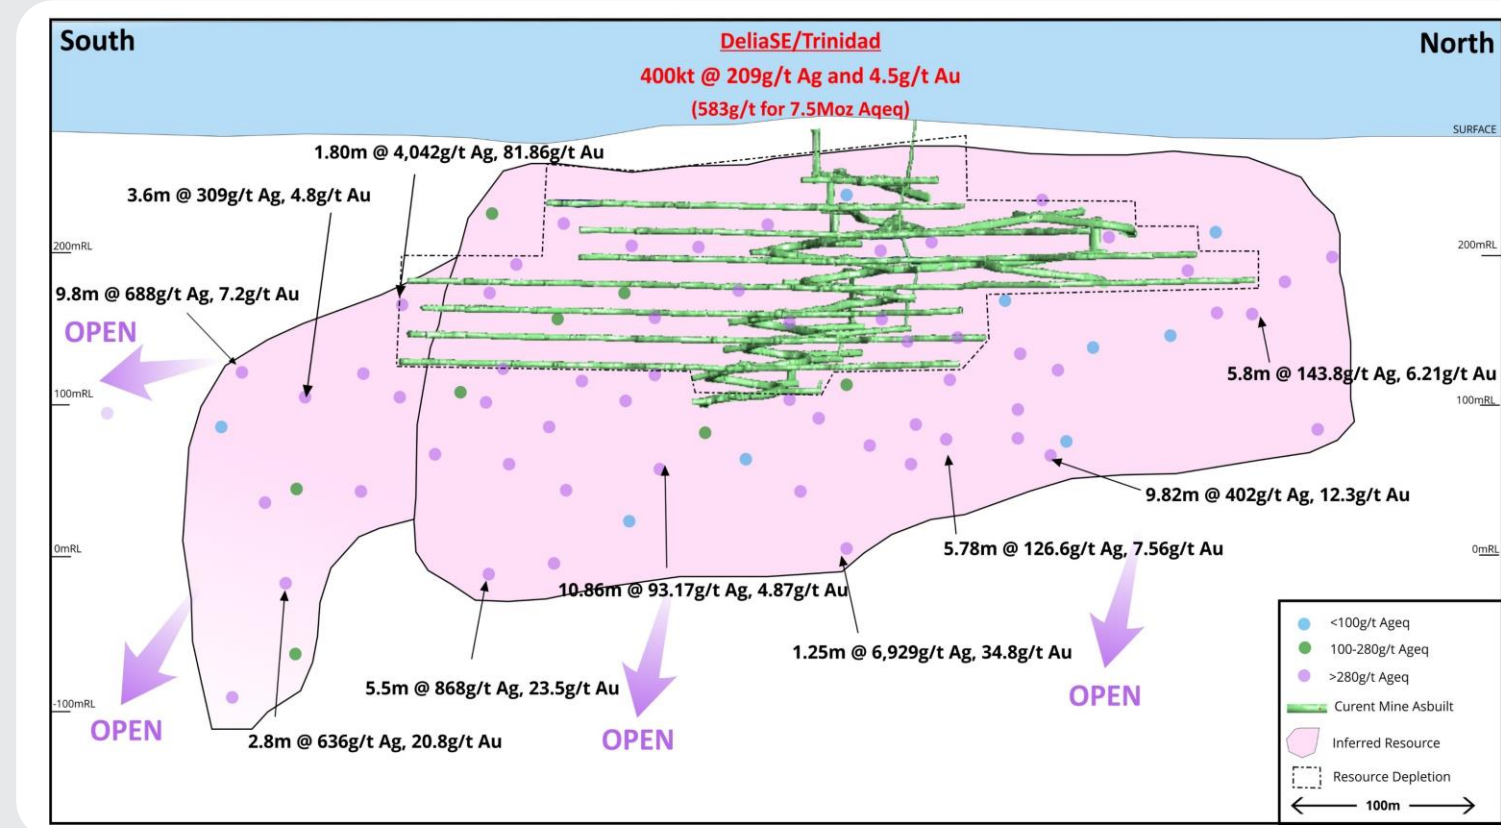 South
DeliaSE/Trinidad
North
400kt @ 209g/t Ag and 4.5g/t Au
(583g/t for 7.5Moz Aqeq)
SURFACE
1.80m @ 4,042g/t Ag, 81.86g/t Au
3.6m @ 309g/t Ag, 4.8g/t Au
200mRL
200mRL
9.8m @ 688g/t Ag, 7.2g/t Au
OPEN
5.8m @ 143.8g/t Ag, 6.21g/t Au
100mRL
100mRL
9.82m @ 402g/t Ag, 12.3g/t Au
0mRL
5.78m @ 126.6g/t Ag, 7.56g/t Au
0mRL
10.86m @ 93.17g/t Ag, 4.87g/t Au
1.25m @ 6,929g/t Ag, 34.8g/t Au
5.5m @ 868g/t Ag, 23.5g/t Au
OPEN
-100mRL
OPEN
2.8m @ 636g/t Ag, 20.8g/t Au
OPEN
<100g/t Ageq
100-280g/t Ageq
>280g/t Ageq
Curent Mine Asbuilt
Inferred Resource
Resource Depletion
100m